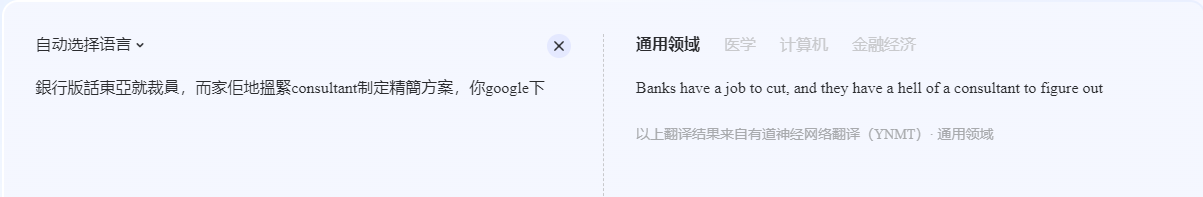 自动选择语言
通用领域 医学 计算机 金融经济
銀行版話東亞就裁員，而家佢地搵緊consultant制定精簡方案，你google下
Banks have a job to cut, and they have a hell of a consultant to figure out
以上翻译结果来自有道神经网络翻译（YNMT）· 通用领域